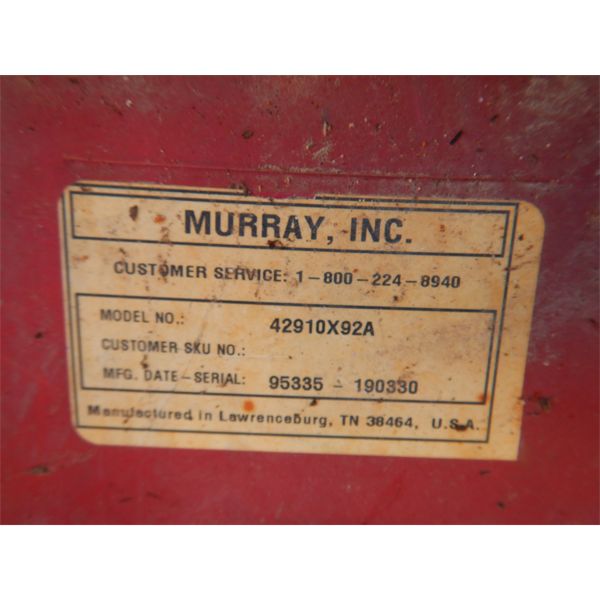 MURRAY, INC.
CUSTOMER SERVICE: 1-800-224-8940
MODEL NO.: 42910X92A
CUSTOMER SKU NO.:
MFG. DATE-SERIAL: 95335 - 190330
Manufactured in Lawrenceburg, TN 38464, U.S.A.